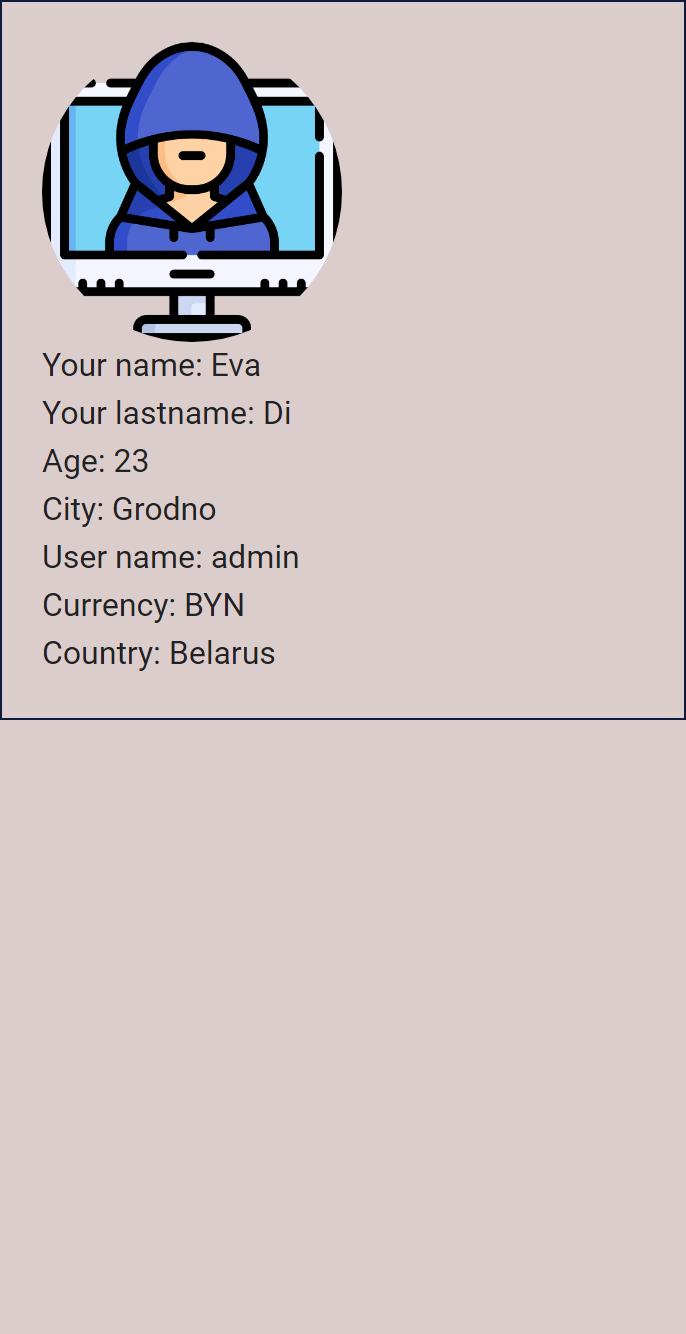 Your name: Eva
Your lastname: Di
Age: 23
City: Grodno
User name: admin
Currency: BYN
Country: Belarus